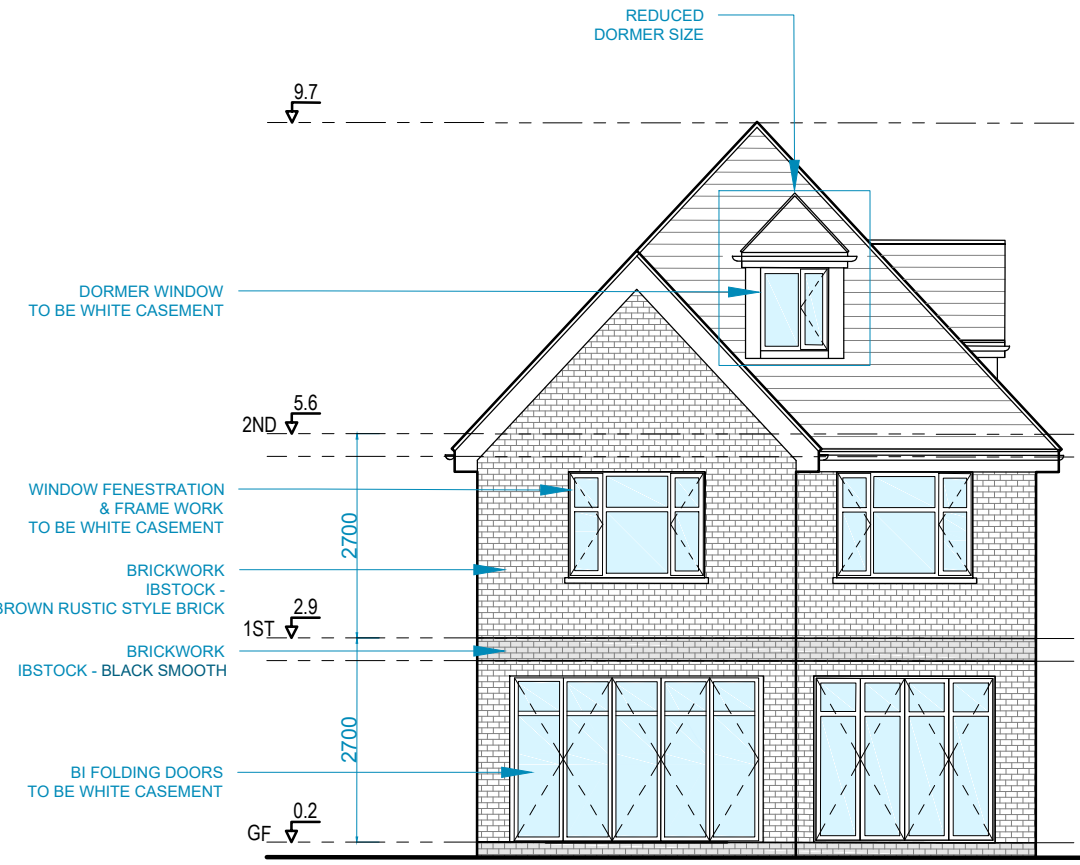 REDUCED
DORMER SIZE
9.7
DORMER WINDOW
TO BE WHITE CASEMENT
5.6
2ND
WINDOW FENESTRATION
& FRAME WORK
TO BE WHITE CASEMENT
2700
BRICKWORK
IBSTOCK -
BROWN RUSTIC STYLE BRICK
2.9
1ST
BRICKWORK
IBSTOCK - BLACK SMOOTH
2700
BI FOLDING DOORS
TO BE WHITE CASEMENT
0.2
GF